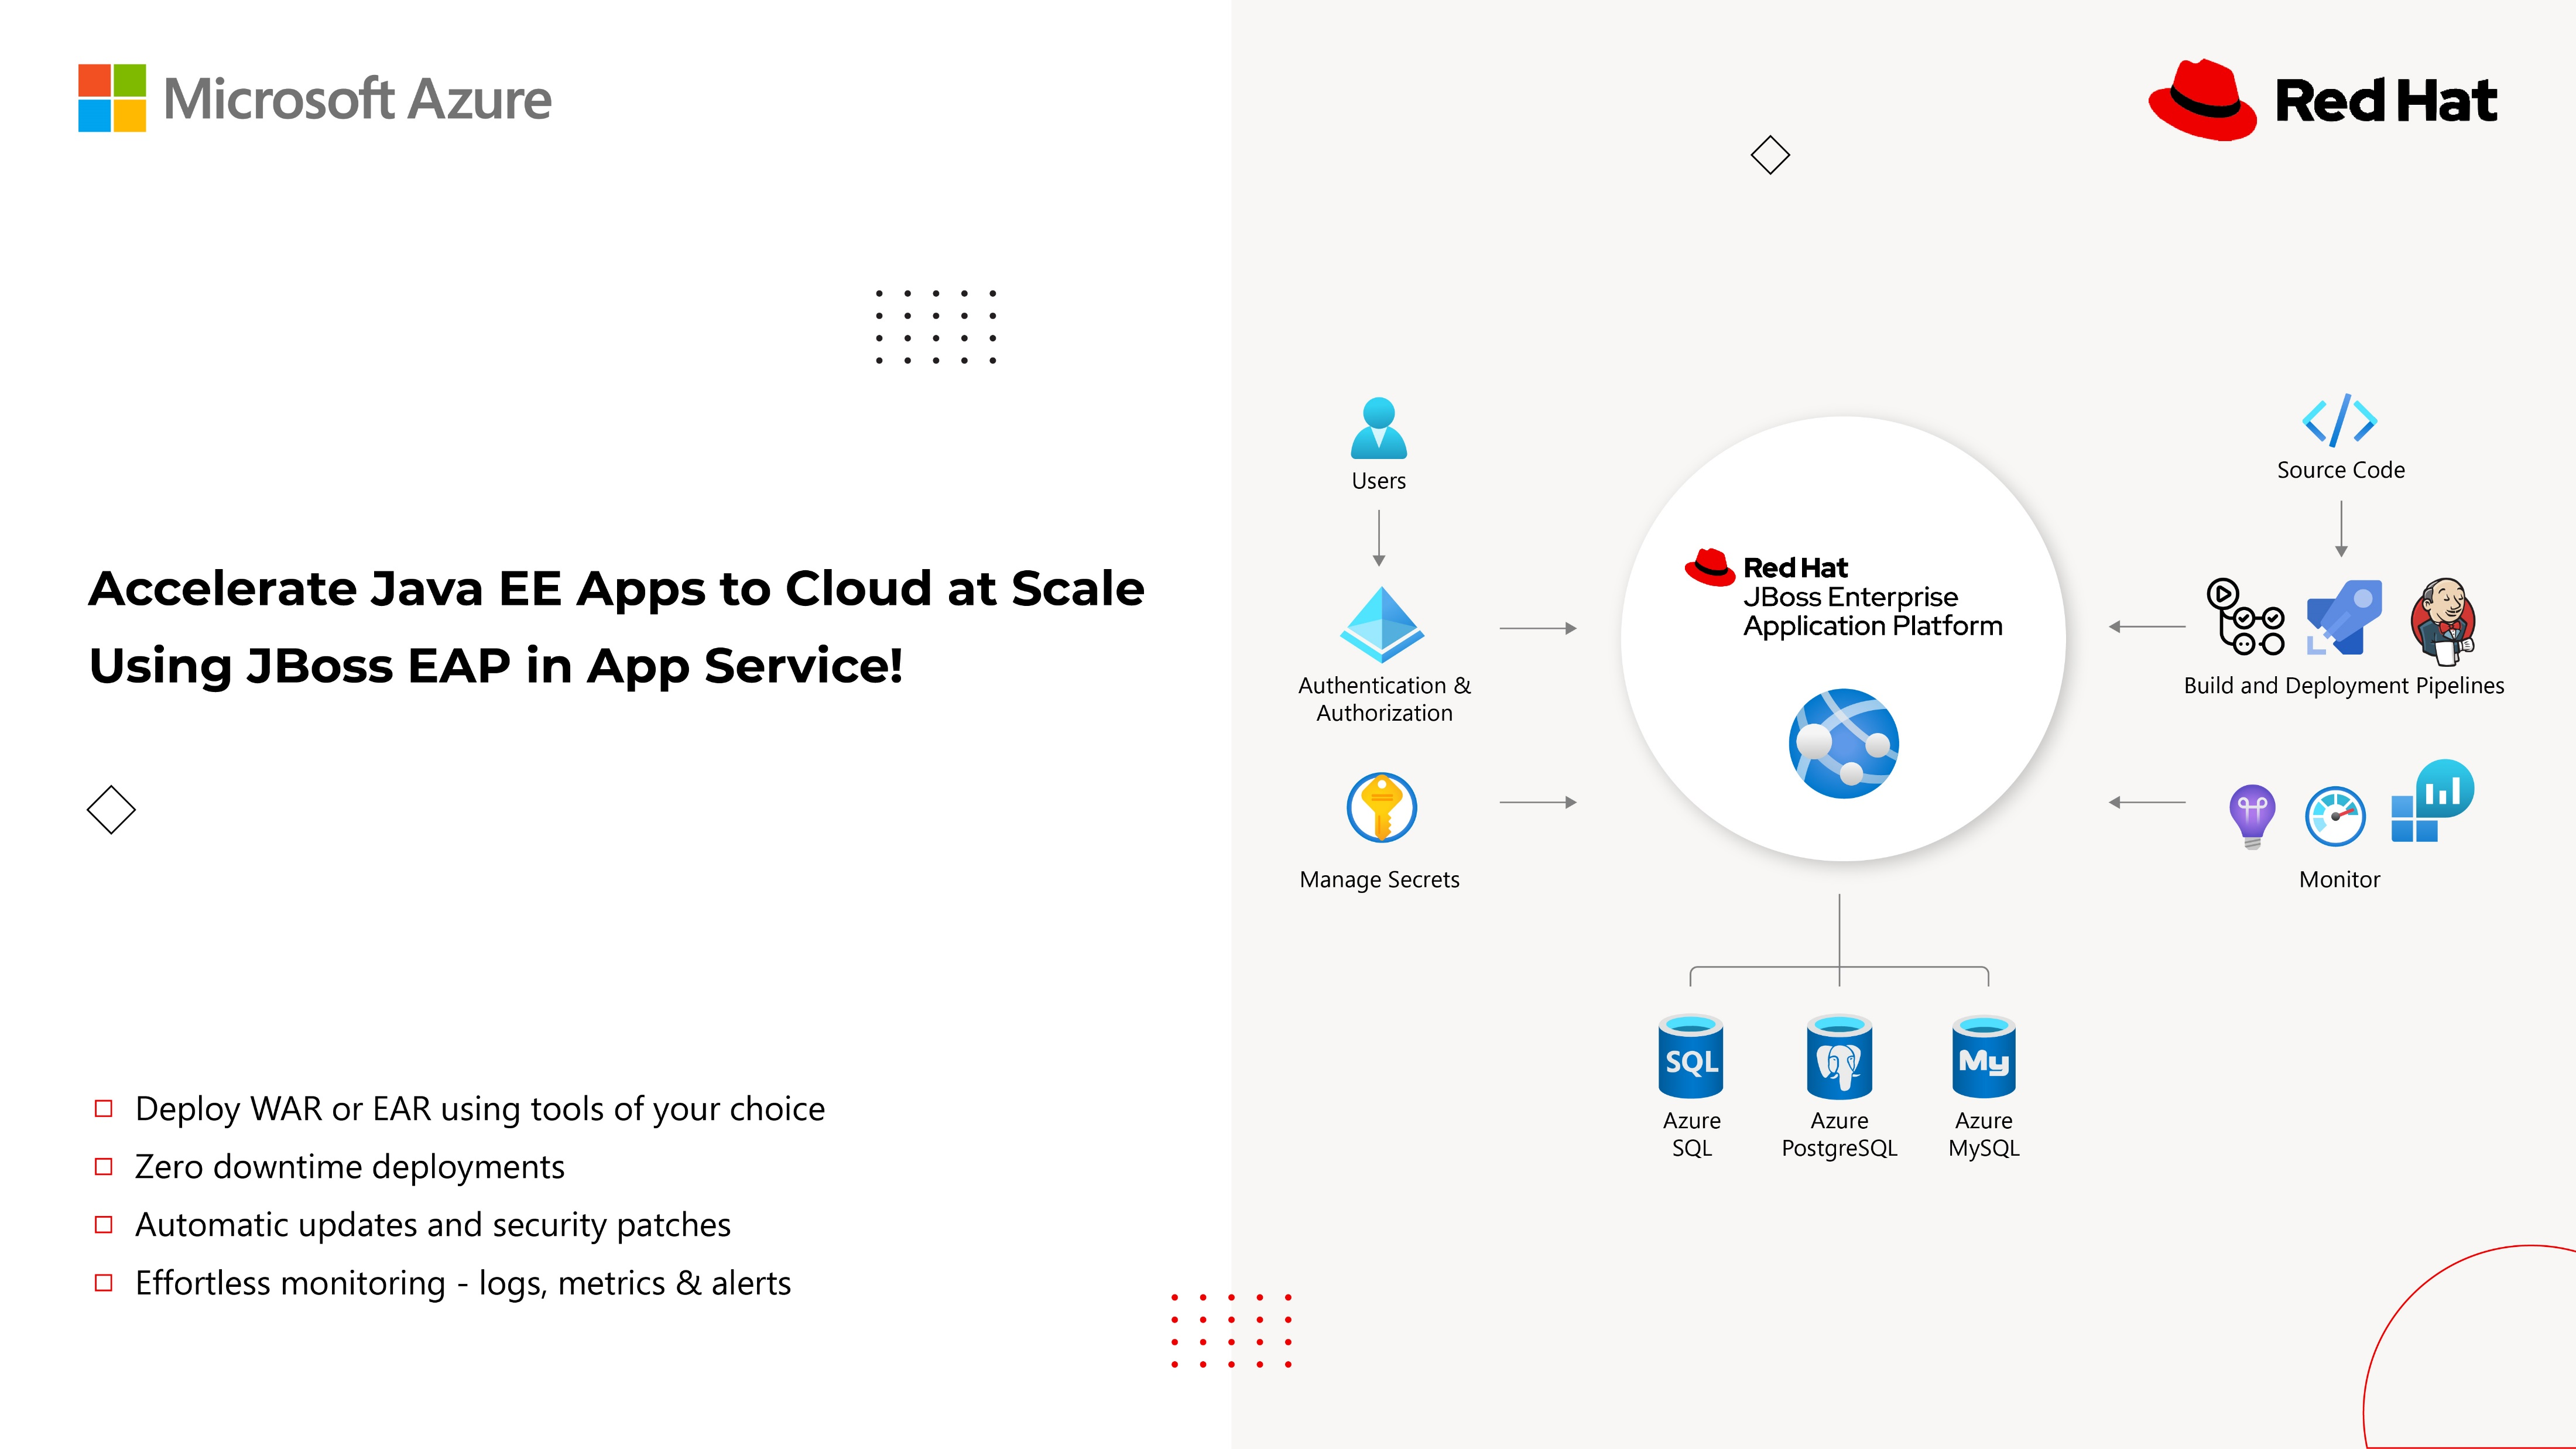 Microsoft Azure
Red Hat
Accelerate Java EE Apps to Cloud at Scale
Using JBoss EAP in App Service!
Deploy WAR or EAR using tools of your choice
Zero downtime deployments
Automatic updates and security patches
Effortless monitoring - logs, metrics & alerts
Users
Authentication &
Authorization
Manage Secrets
Red Hat
JBoss Enterprise
Application Platform
Source Code
Build and Deployment Pipelines
Monitor
SQL
My
Azure
SQL
Azure
PostgreSQL
Azure
MySQL